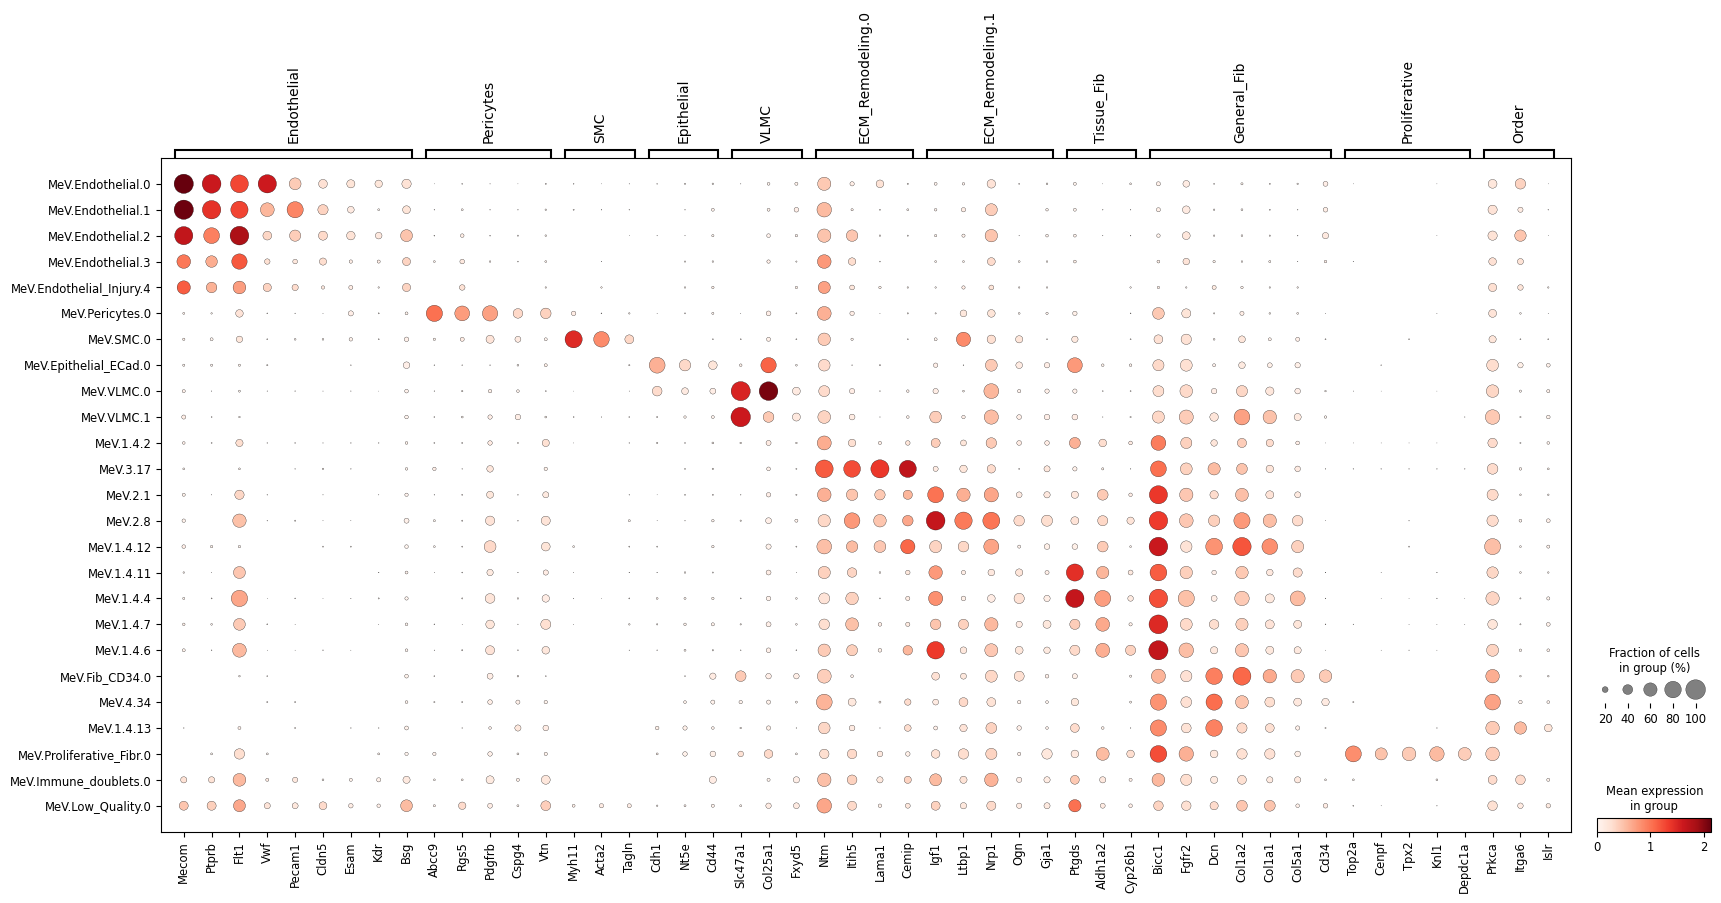 Endothelial
Pericytes
SMC
Epithelial
VLMC
ECM_Remodeling.0
ECM_Remodeling.1
Tissue_Fib
General_Fib
Proliferative
Order
MeV.Endothelial.0
MeV.Endothelial.1
MeV.Endothelial.2
MeV.Endothelial.3
MeV.Endothelial_Injury.4
MeV.Pericytes.0
MeV.SMC.0
MeV.Epithelial_ECad.0
MeV.VLMC.0
MeV.VLMC.1
MeV.1.4.2
MeV.3.17
MeV.2.1
MeV.2.8
MeV.1.4.12
MeV.1.4.11
MeV.1.4.4
MeV.1.4.7
MeV.1.4.6
MeV.Fib_CD34.0
MeV.4.34
MeV.1.4.13
MeV.Proliferative_Fibr.0
MeV.Immune_doublets.0
MeV.Low_Quality.0
Mecom
Ptprb
Flt1
Vwf
Pecam1
Cldn5
Esam
Kdr
Bsg
Abcc9
Rgs5
Pdgfrb
Cspg4
Vtn
Myh11
Acta2
Tagln
Cdh1
Nt5e
Cd44
Slc47a1
Col25a1
Fxyd5
Ntm
Itih5
Lama1
Cemip
Igf1
Ltbp1
Nrp1
Ogn
Gja1
Ptgds
Aldh1a2
Cyp26b1
Bicc1
Fgfr2
Dcn
Col1a2
Col1a1
Col5a1
Cd34
Top2a
Cenpf
Tpx2
Knl1
Depdc1a
Prkca
Itga6
Islr
Fraction of cells
in group (%)
20 40 60 80 100
Mean expression
in group
0 1 2